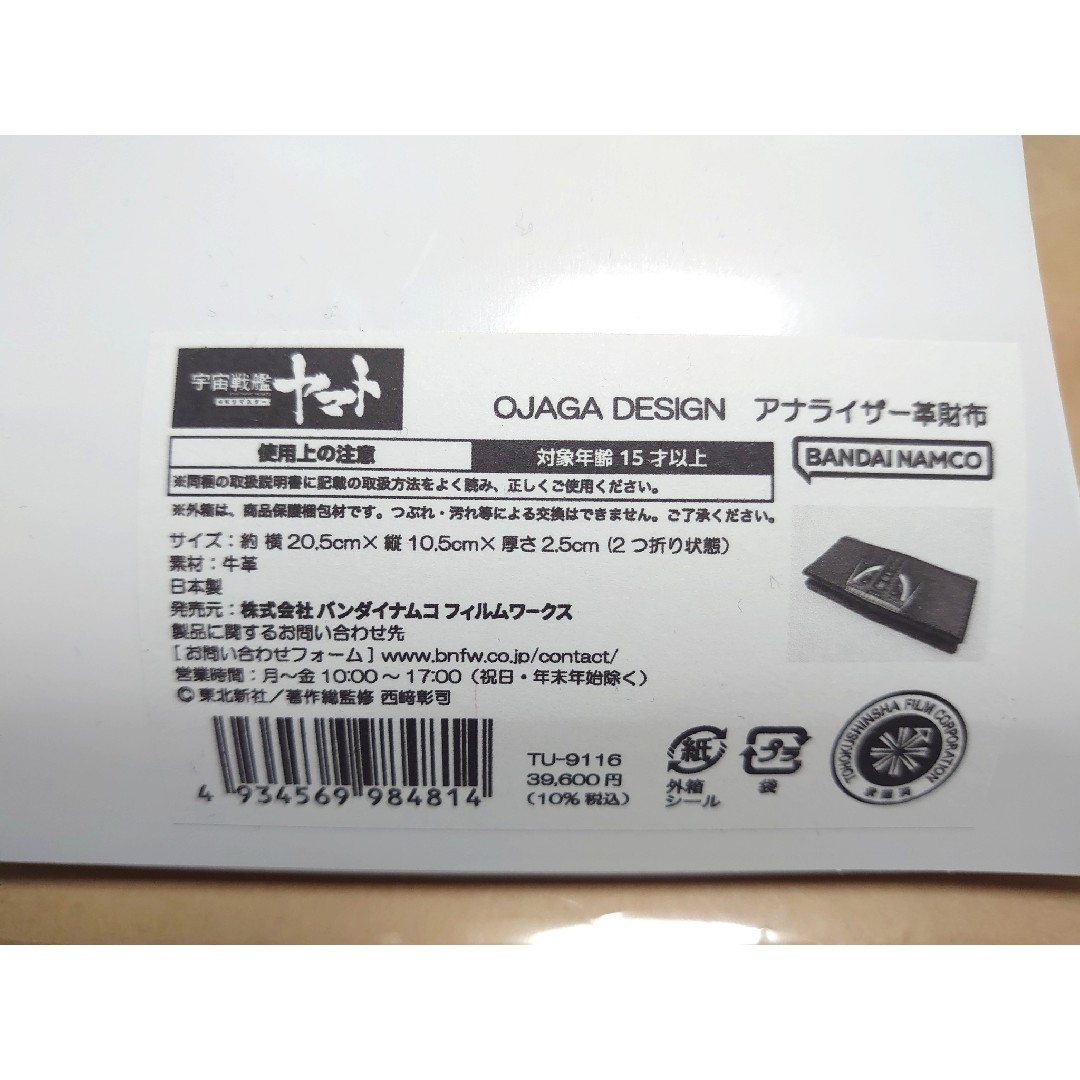 宇宙戦艦ヤマト
4Kリマスター
OJAGA DESIGN アナライザー革財布
使用上の注意 対象年齢 15 才以上
BANDAI NAMCO
※同梱の取扱説明書に記載の取扱方法をよく読み、正しくご使用ください。
※外箱は、商品保護梱包材です。つぶれ・汚れ等による交換はできません。ご了承ください。
サイズ：約 横 20.5cm× 縦 10.5cm× 厚さ 2.5cm (2 つ折り状態)
素材：牛革
日本製
発売元：株式会社 バンダイナムコ フィルムワークス
製品に関するお問い合わせ先
[ お問い合わせフォーム ] www.bnfw.co.jp/contact/
営業時間：月～金 10:00 ～ 17:00（祝日・年末年始除く）
© 東北新社／著作総監修 西﨑彰司
4 934569 984814
TU-9116
39,600 円
(10% 税込)
紙
外箱
シール
プラ
袋
TOHOKUSHINSHA FILM CORPORATION